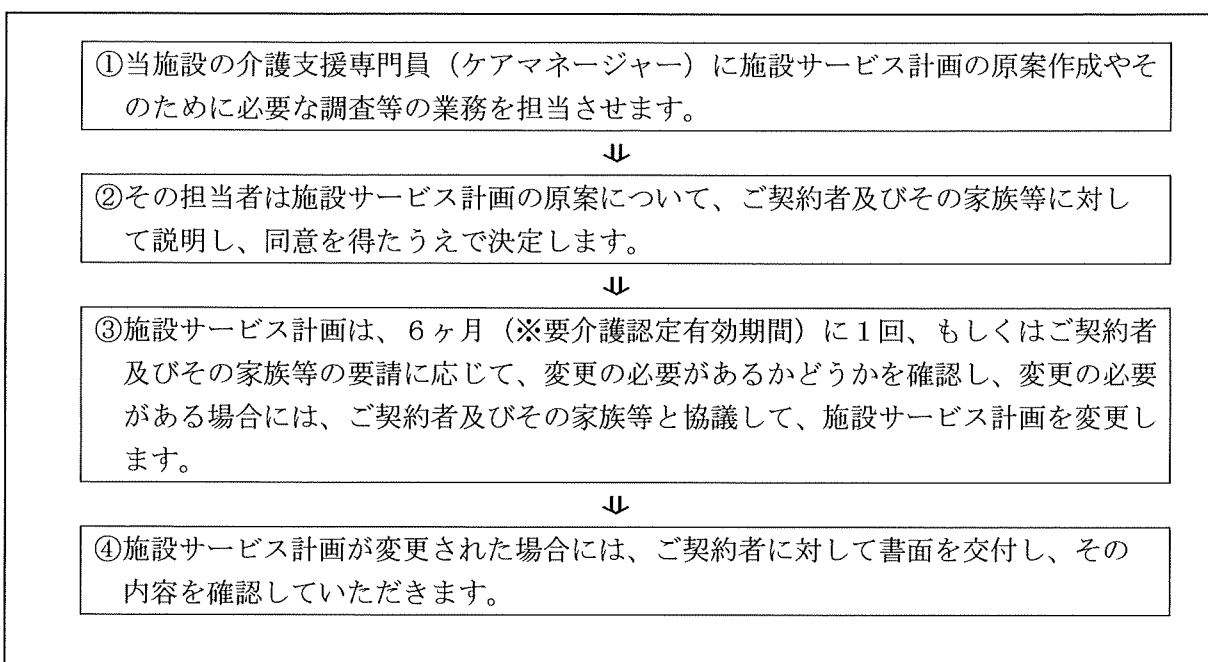 ①当施設の介護支援専門員（ケアマネージャー）に施設サービス計画の原案作成やそ
のために必要な調査等の業務を担当させます。
⇓
②その担当者は施設サービス計画の原案について、ご契約者及びその家族等に対し
て説明し、同意を得たうえで決定します。
⇓
③施設サービス計画は、６ヶ月（※要介護認定有効期間）に１回、もしくはご契約者
及びその家族等の要請に応じて、変更の必要があるかどうかを確認し、変更の必要
がある場合には、ご契約者及びその家族等と協議して、施設サービス計画を変更し
ます。
⇓
④施設サービス計画が変更された場合には、ご契約者に対して書面を交付し、その
内容を確認していただきます。